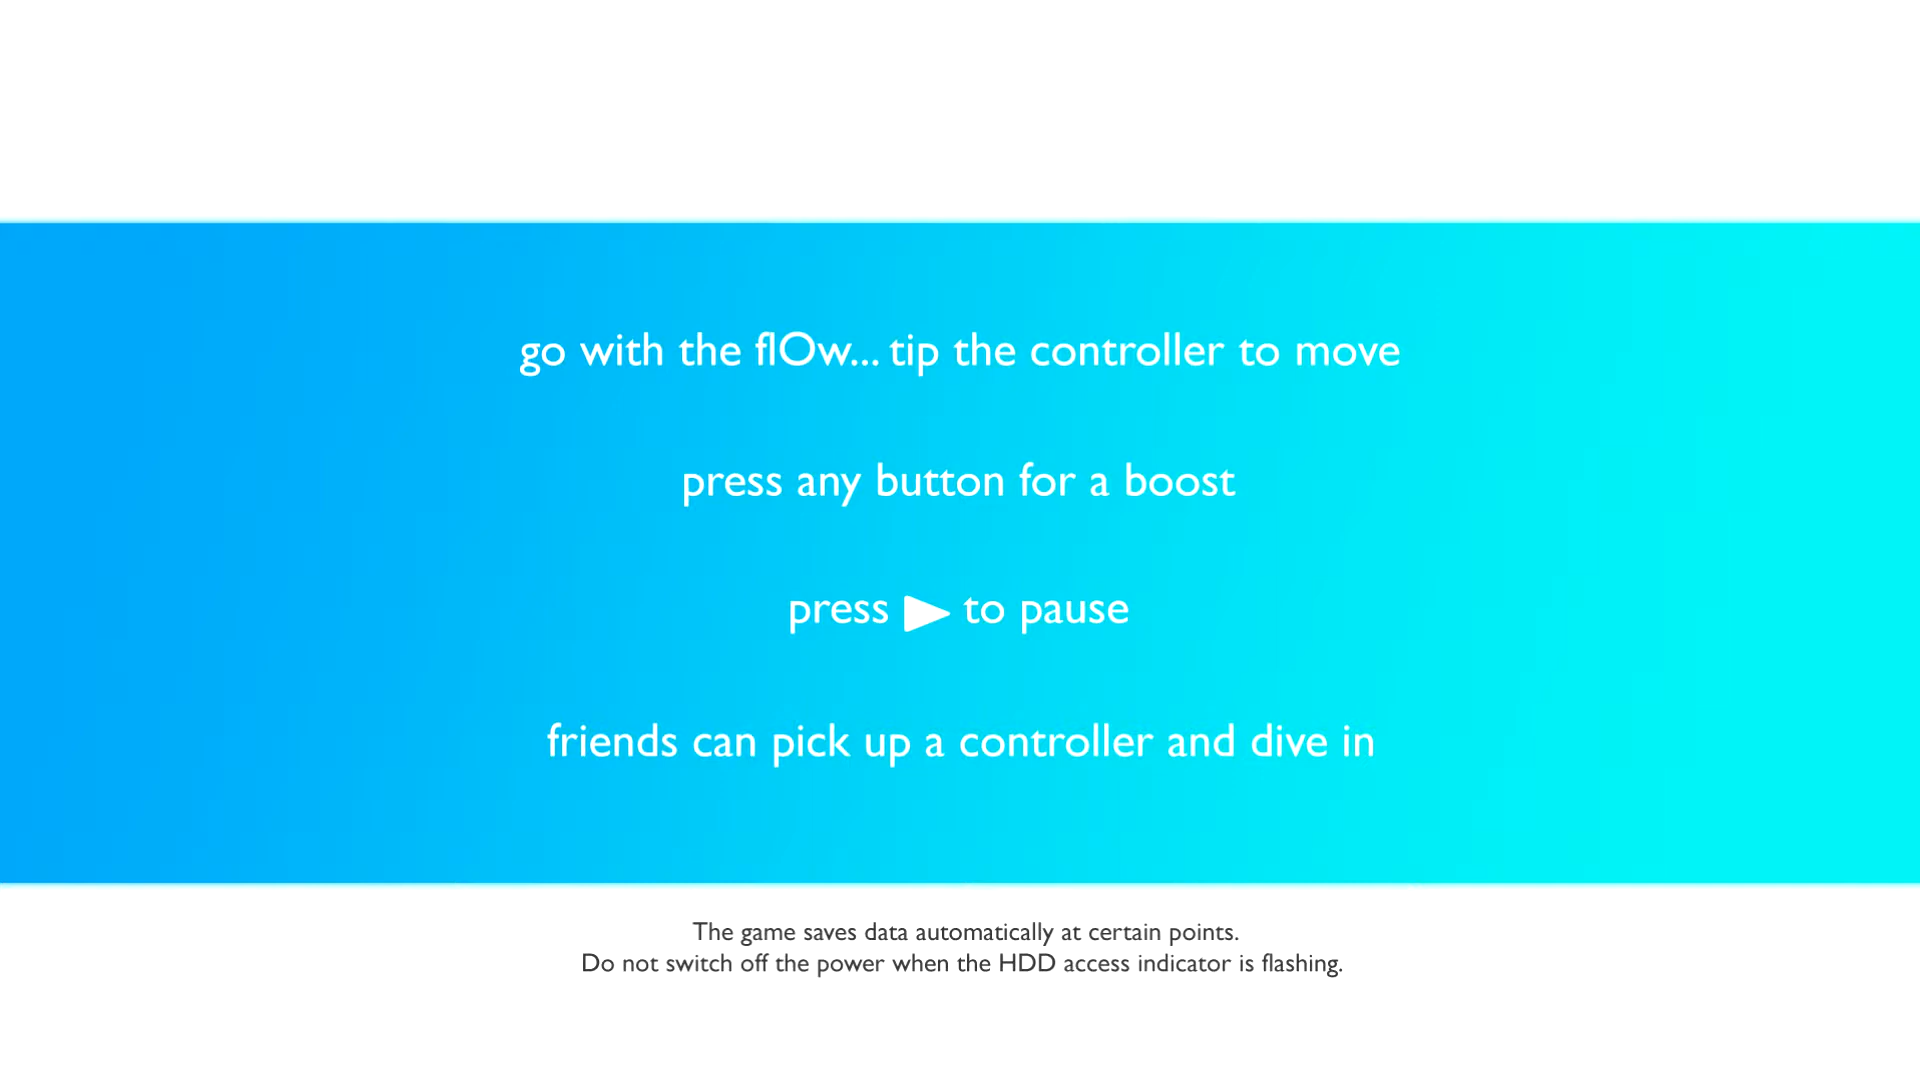 go with the flOw... tip the controller to move
press any button for a boost
press ▶ to pause
friends can pick up a controller and dive in
The game saves data automatically at certain points.
Do not switch off the power when the HDD access indicator is flashing.